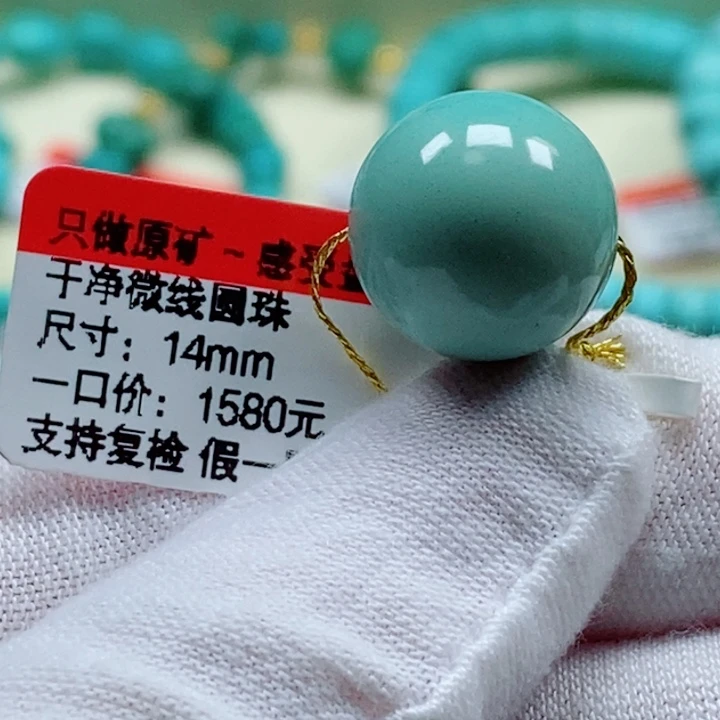 只做原矿 ~ 感受
干净微线圆珠
尺寸：14mm
一口价：1580元
支持复检 假一